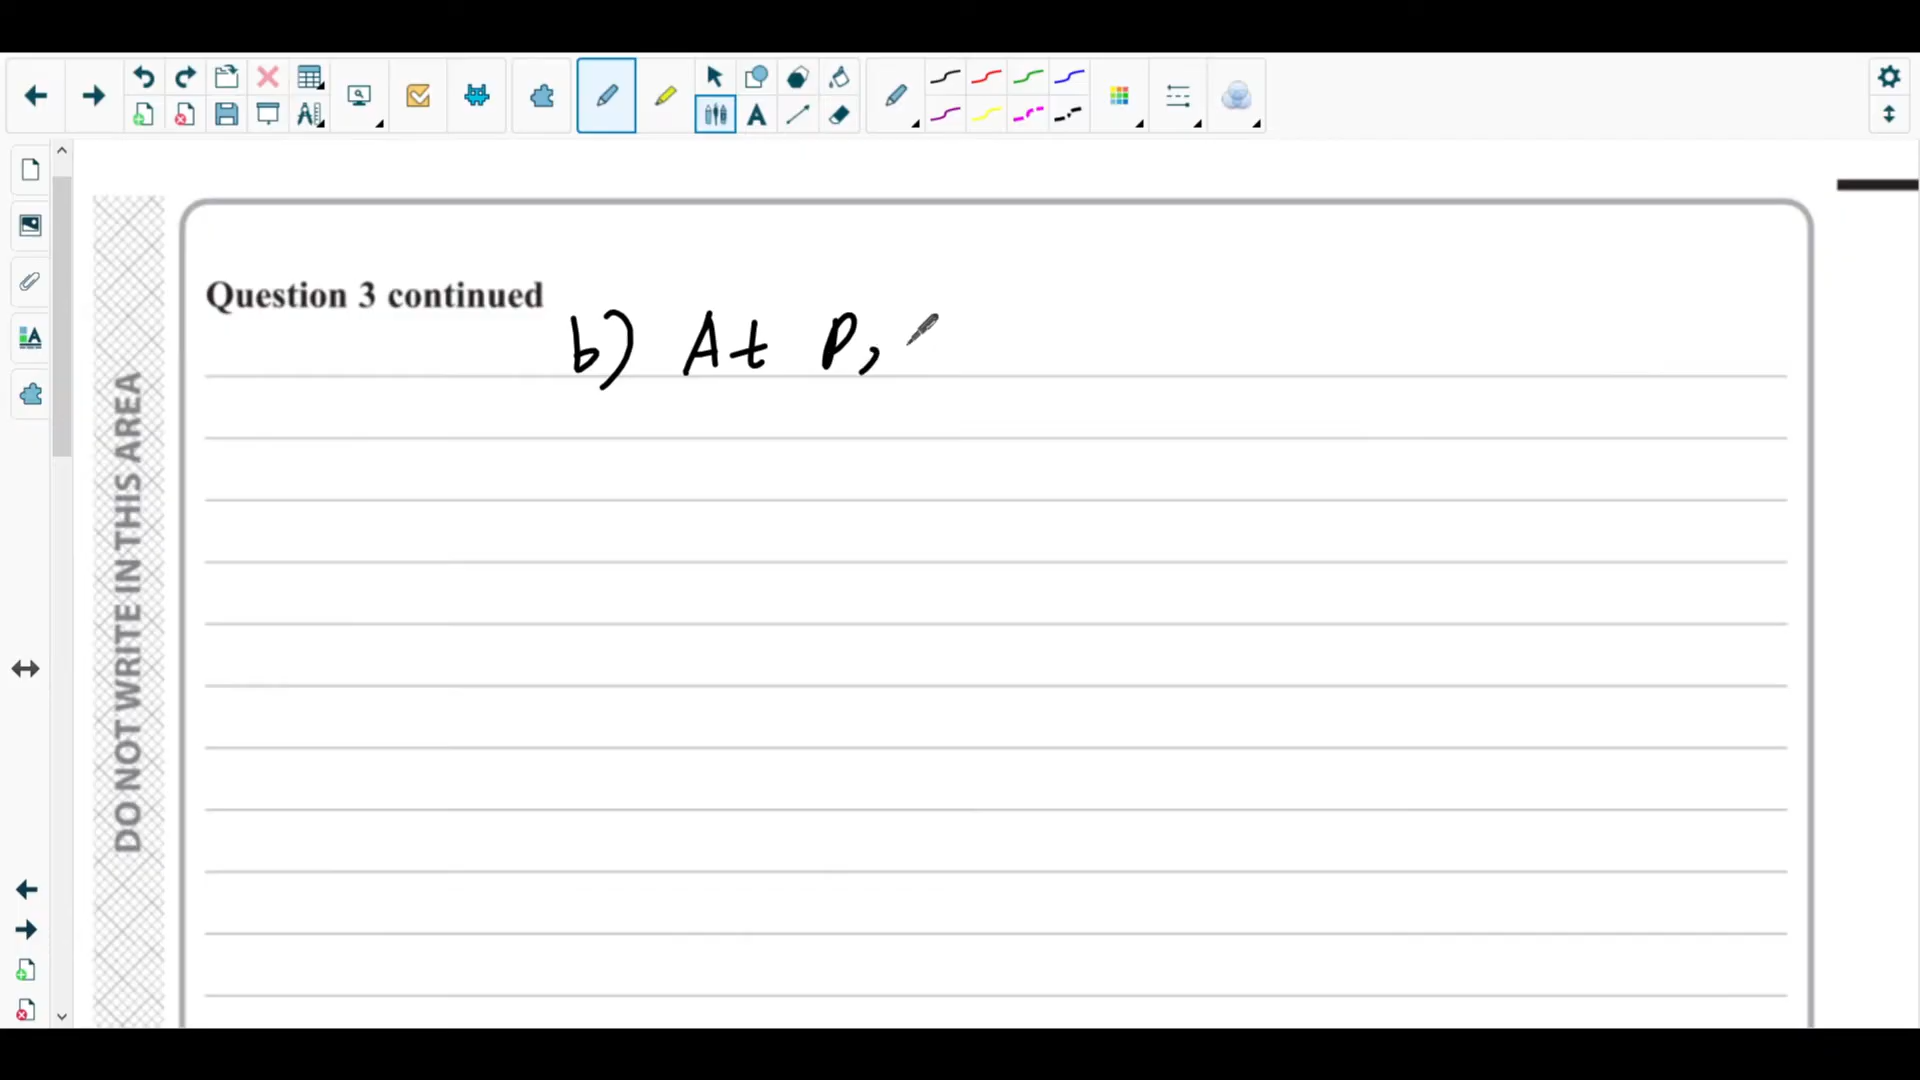 Question 3 continued
b) At P,
DO NOT WRITE IN THIS AREA